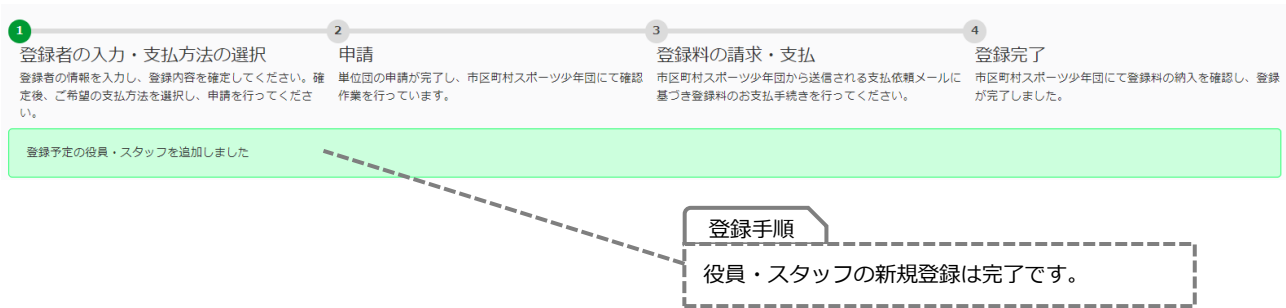 1
2
3
4
登録者の入力・支払方法の選択
登録者の情報を入力し、登録内容を確定してください。確
定後、ご希望の支払方法を選択し、申請を行ってくださ
い。
申請
単位団の申請が完了し、市区町村スポーツ少年団にて確認
作業を行っています。
登録料の請求・支払
市区町村スポーツ少年団から送信される支払依頼メールに
基づき登録料のお支払手続きを行ってください。
登録完了
市区町村スポーツ少年団にて登録料の納入を確認し、登録
が完了しました。
登録予定の役員・スタッフを追加しました
登録手順
役員・スタッフの新規登録は完了です。